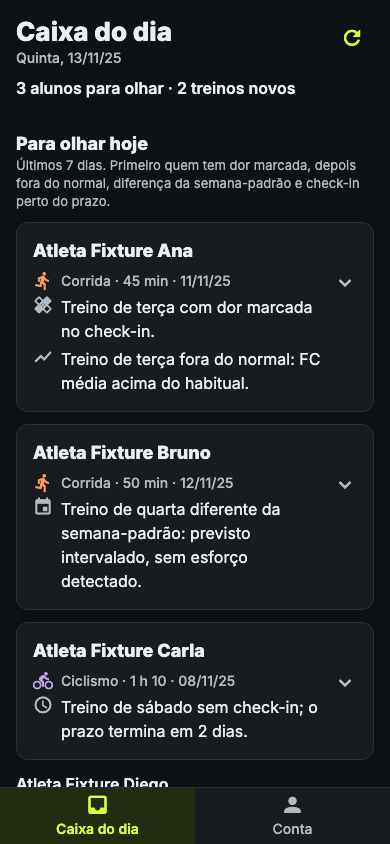 Caixa do dia
Quinta, 13/11/25
3 alunos para olhar · 2 treinos novos
Para olhar hoje
Últimos 7 dias. Primeiro quem tem dor marcada, depois
fora do normal, diferença da semana-padrão e check-in
perto do prazo.
Atleta Fixture Ana
Corrida · 45 min · 11/11/25
Treino de terça com dor marcada
no check-in.
Treino de terça fora do normal: FC
média acima do habitual.
Atleta Fixture Bruno
Corrida · 50 min · 12/11/25
Treino de quarta diferente da
semana-padrão: previsto
intervalado, sem esforço
detectado.
Atleta Fixture Carla
Ciclismo · 1 h 10 · 08/11/25
Treino de sábado sem check-in; o
prazo termina em 2 dias.
Atleta Fixture Diego
Caixa do dia
Conta